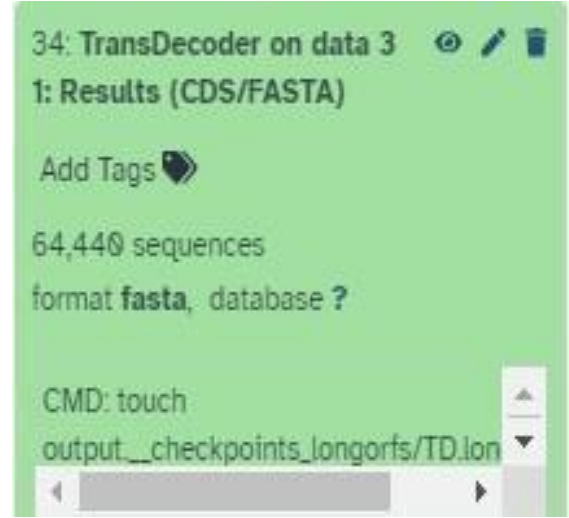 34: TransDecoder on data 3
1: Results (CDS/FASTA)
Add Tags
64,440 sequences
format fasta, database ?
CMD: touch
output.__checkpoints_longorfs/TD.lon